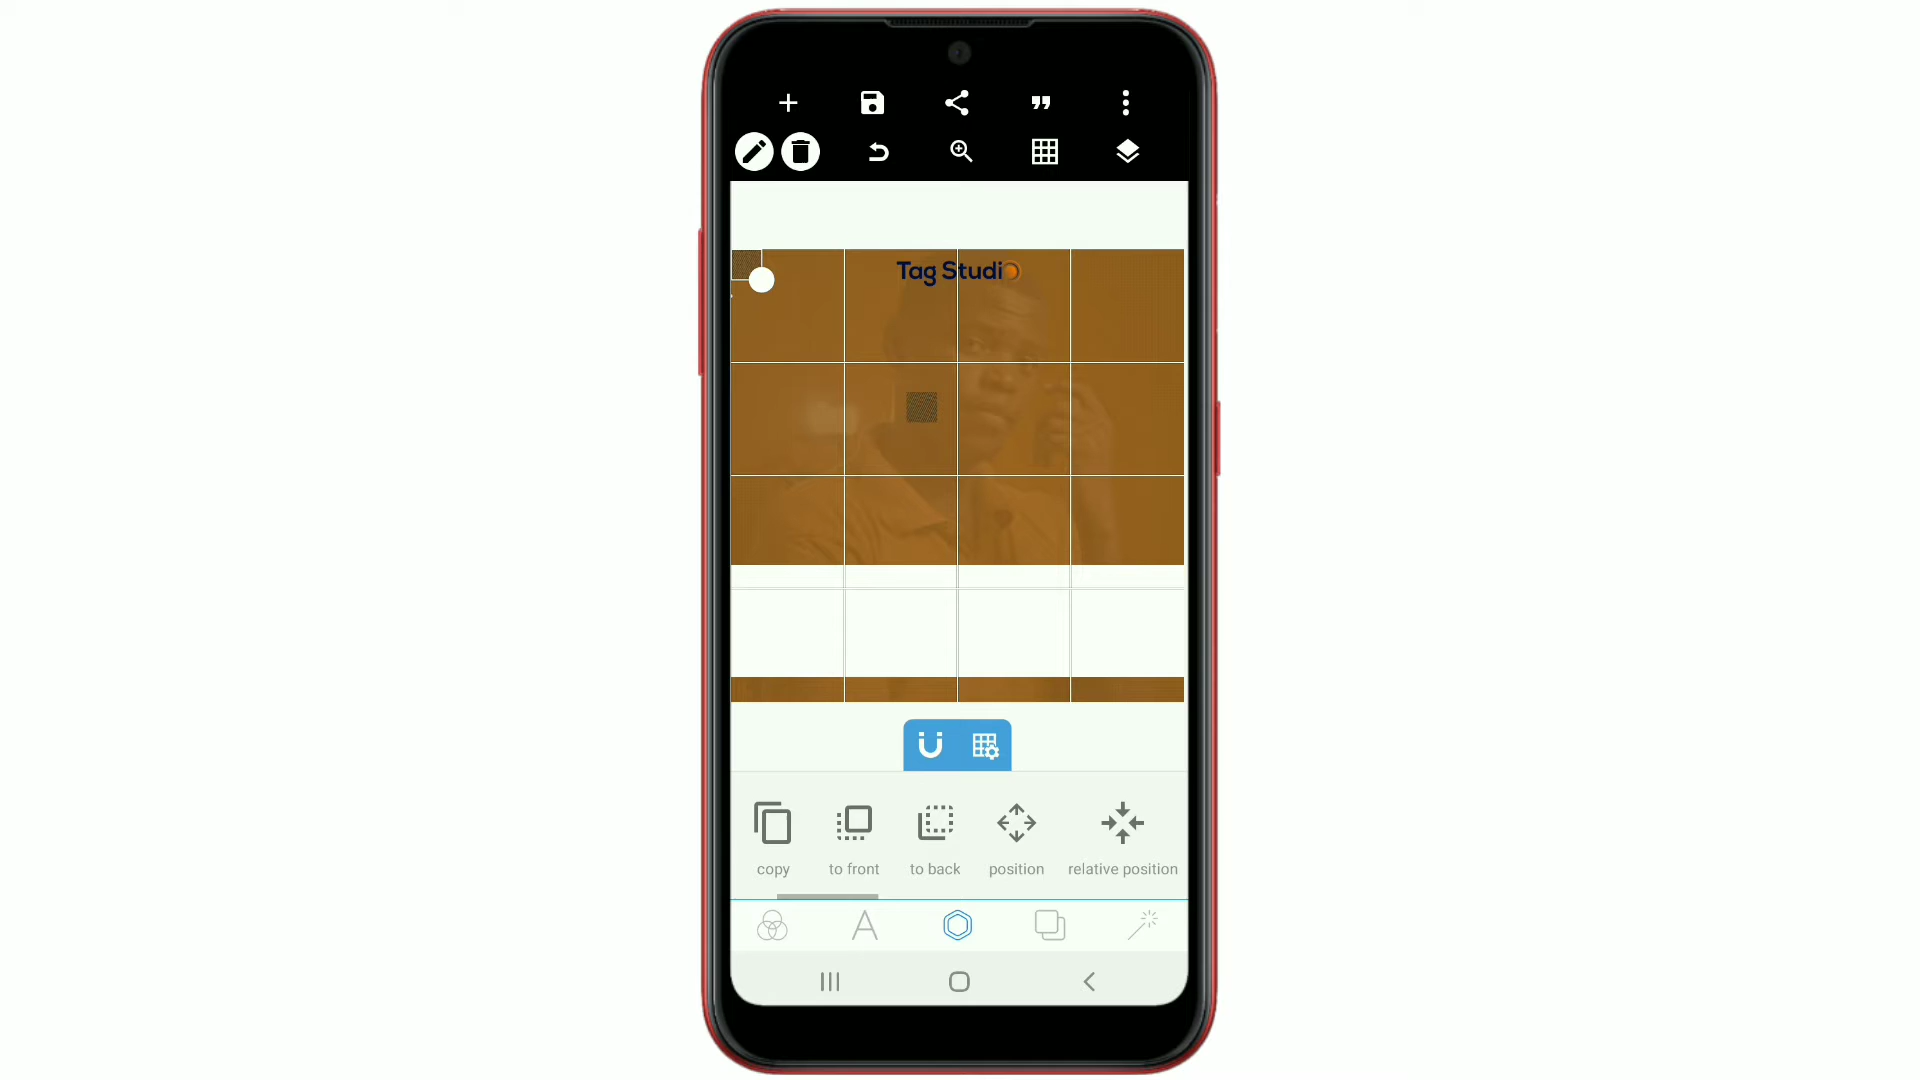 Tag Studio
copy
to front
to back
position
relative position